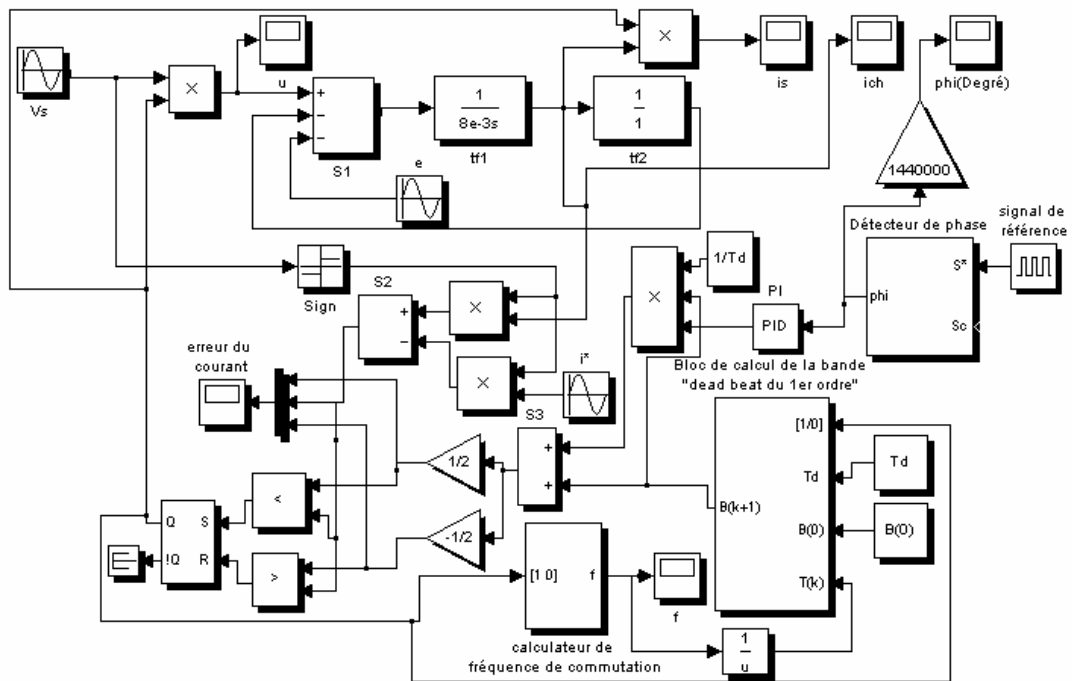 Vs
×
u
+
−
−
S1
1
8e-3s
tf1
1
1
tf2
e
×
is
ich
phi(Degré)
1440000
signal de
référence
Détecteur de phase
S*
phi
Sc
Sign
S2
+
−
×
×
i*
×
1/Td
PI
PID
Bloc de calcul de la bande
"dead beat du 1er ordre"
erreur du
courant
S3
+
+
1/2
-1/2
[1/0]
Td
B(k+1)
B(0)
T(k)
Td
B(0)
<
>
Q
S
!Q
R
[1 0]
f
calculateur de
fréquence de commutation
f
1
u